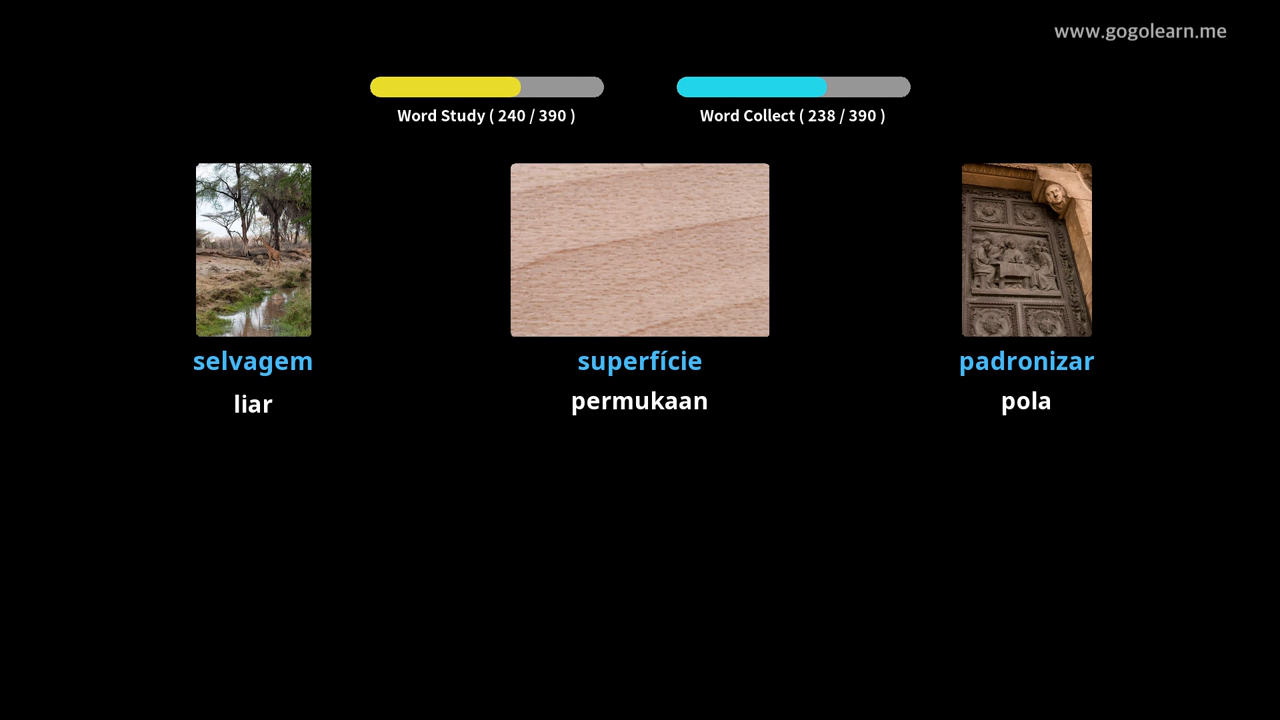 www.gogolearn.me
Word Study ( 240 / 390 )
Word Collect ( 238 / 390 )
selvagem
superfície
padronizar
liar
permukaan
pola